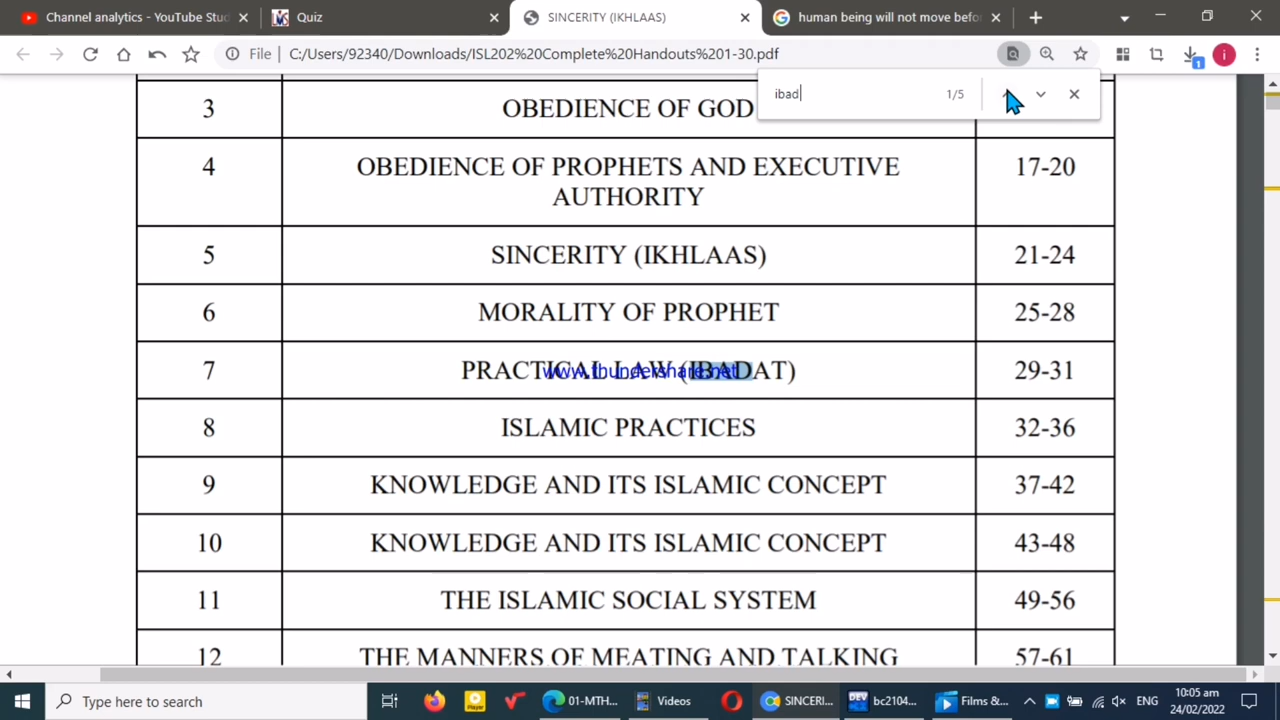 Channel analytics - YouTube Stud
Quiz
SINCERITY (IKHLAAS)
human being will not move befo
File
C:/Users/92340/Downloads/ISL202%20Complete%20Handouts%201-30.pdf
ibad
1/5
3 OBEDIENCE OF GOD
4 OBEDIENCE OF PROPHETS AND EXECUTIVE 17-20
AUTHORITY
5 SINCERITY (IKHLAAS) 21-24
6 MORALITY OF PROPHET 25-28
7 PRACTICAL LAW (IBADAT) 29-31
www.thundershare.net
8 ISLAMIC PRACTICES 32-36
9 KNOWLEDGE AND ITS ISLAMIC CONCEPT 37-42
10 KNOWLEDGE AND ITS ISLAMIC CONCEPT 43-48
11 THE ISLAMIC SOCIAL SYSTEM 49-56
12 THE MANNERS OF MEATING AND TALKING 57-61
Type here to search
01-MTH...
Videos
SINCERI...
DEV
bc2104...
Films &...
ENG
10:05 am
24/02/2022